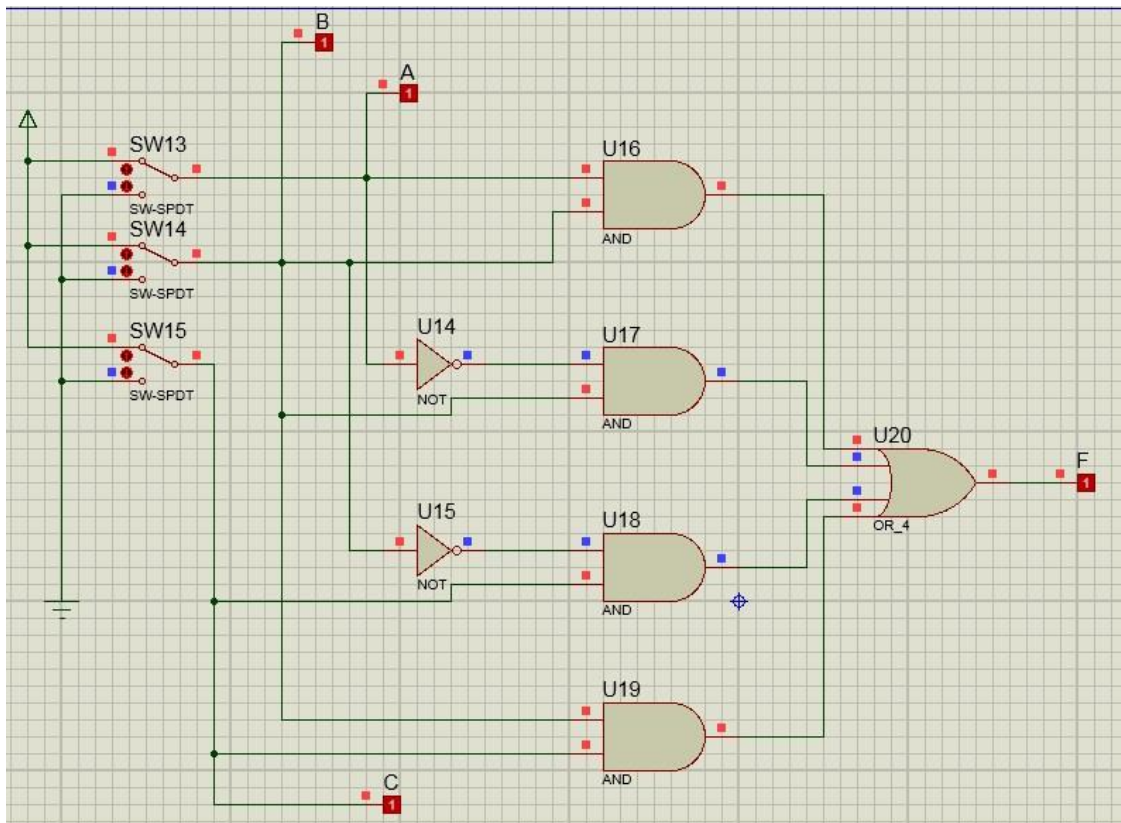 B
1
A
1
SW13
SW-SPDT
SW14
SW-SPDT
SW15
SW-SPDT
U16
AND
U14
NOT
U17
AND
U15
NOT
U18
AND
U20
OR_4
F
1
U19
AND
C
1